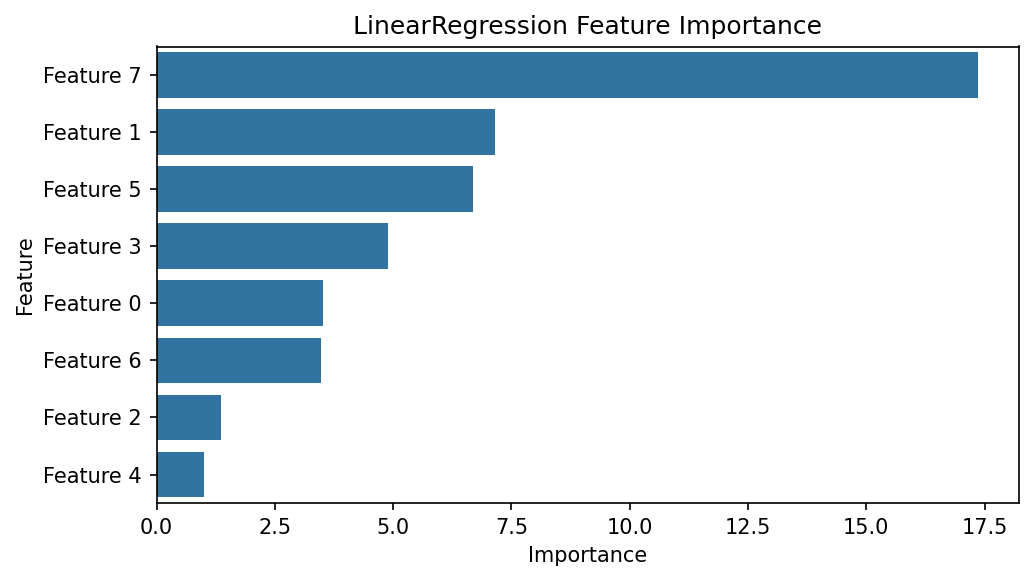 LinearRegression Feature Importance
Feature
Feature 7
Feature 1
Feature 5
Feature 3
Feature 0
Feature 6
Feature 2
Feature 4
0.0 2.5 5.0 7.5 10.0 12.5 15.0 17.5
Importance